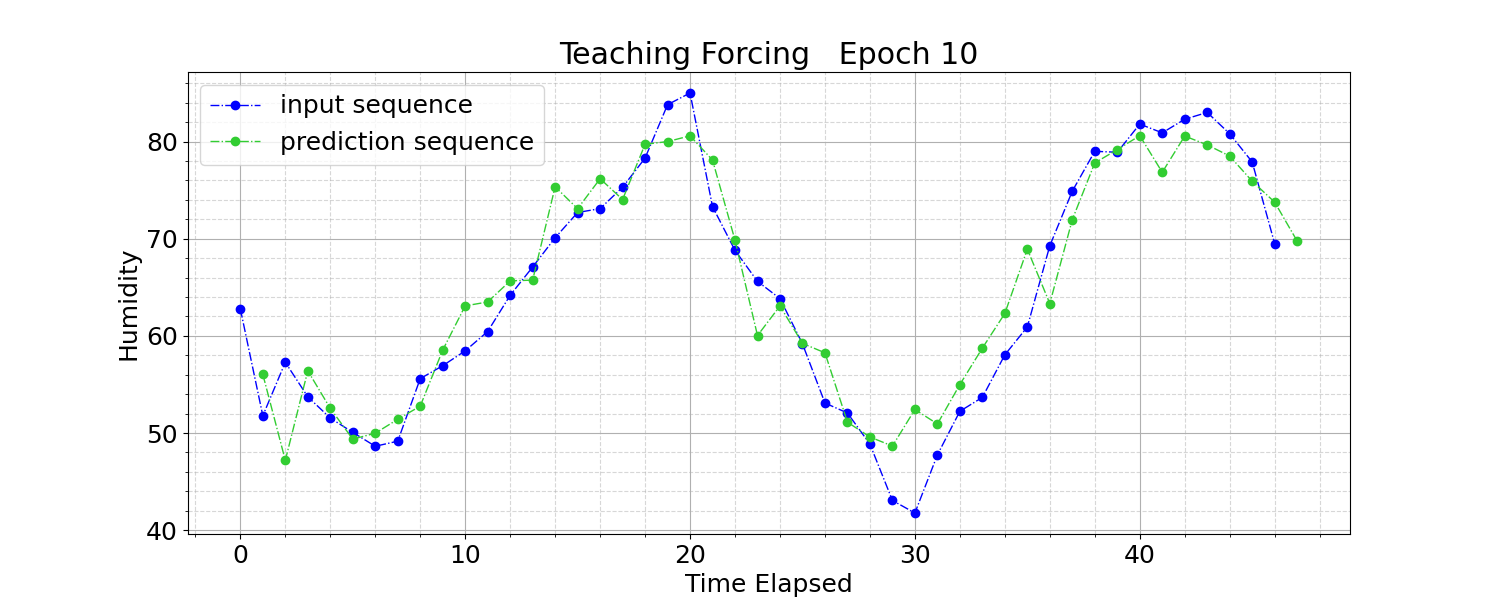 Teaching Forcing   Epoch 10
input sequence
prediction sequence
Humidity
80
70
60
50
40
0 10 20 30 40
Time Elapsed